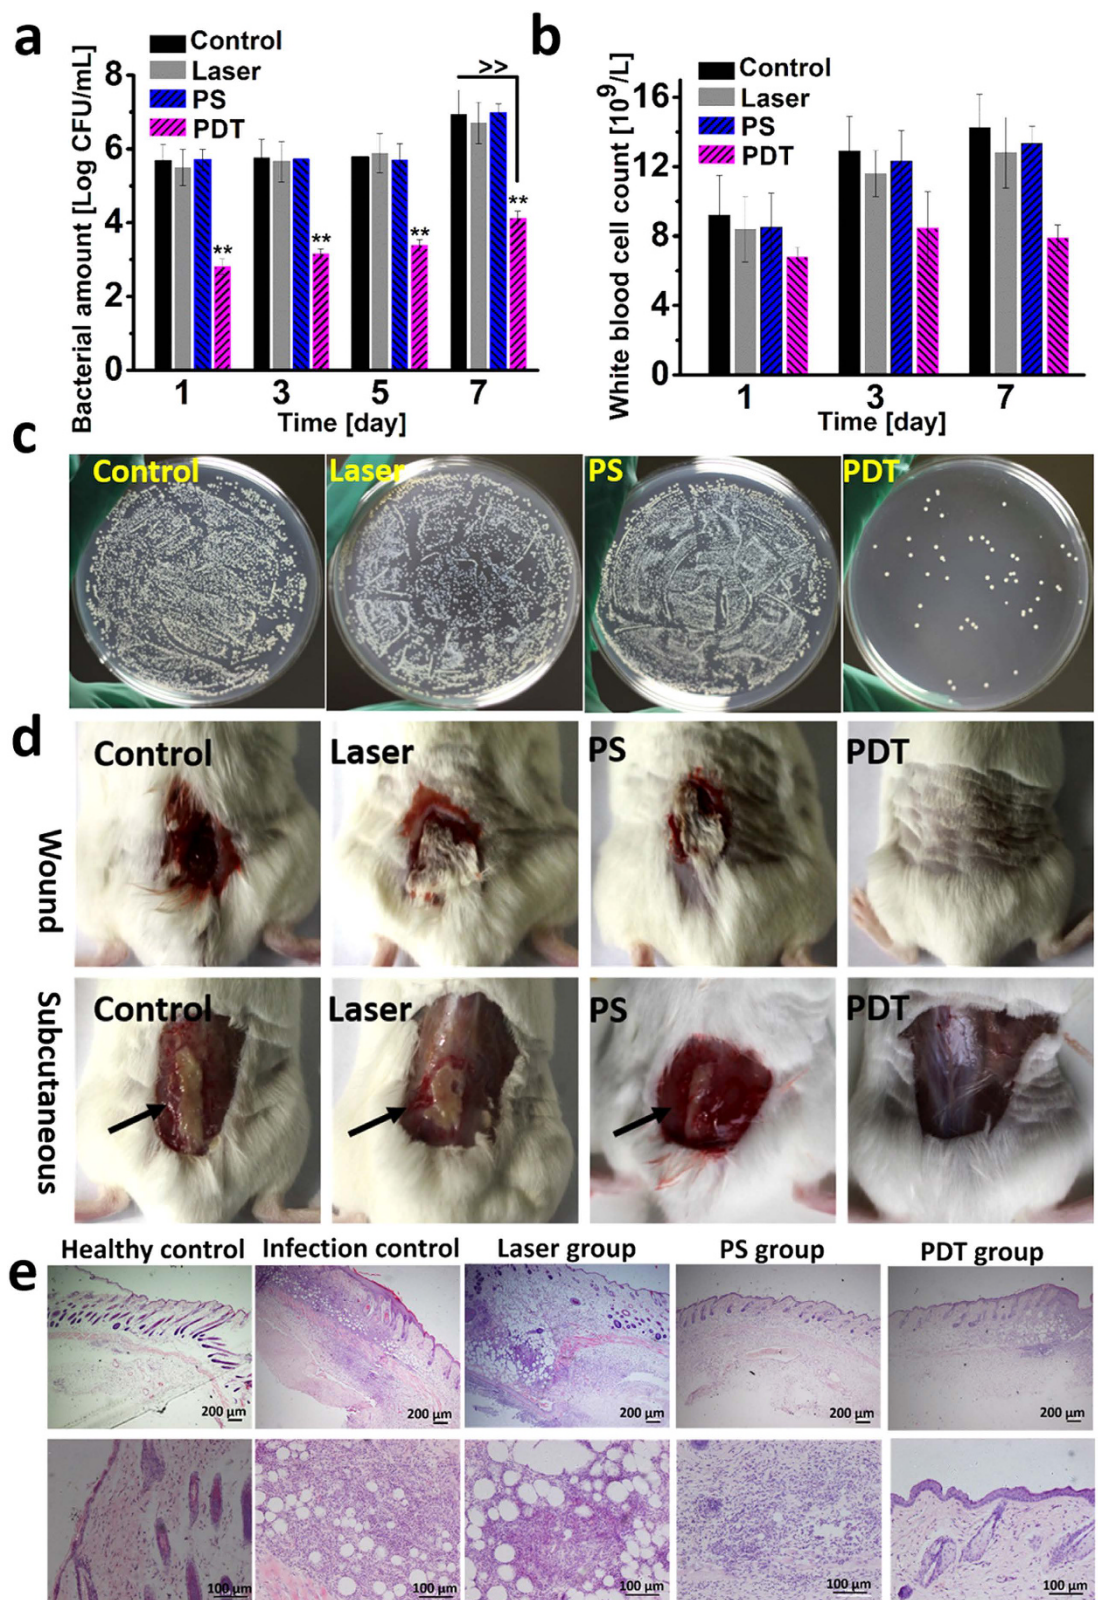 a
Bacterial amount [Log CFU/mL]
Control
Laser
PS
PDT
>>
8
6
4
2
0
**
**
**
**
1 3 5 7
Time [day]
b
White blood cell count [10⁹/L]
Control
Laser
PS
PDT
16
12
8
4
0
1 3 7
Time [day]
c
Control Laser PS PDT
d
Wound
Control Laser PS PDT
Subcutaneous
Control Laser PS PDT
e
Healthy control Infection control Laser group PS group PDT group
200 µm 200 µm 200 µm 200 µm 200 µm
100 µm 100 µm 100 µm 100 µm 100 µm